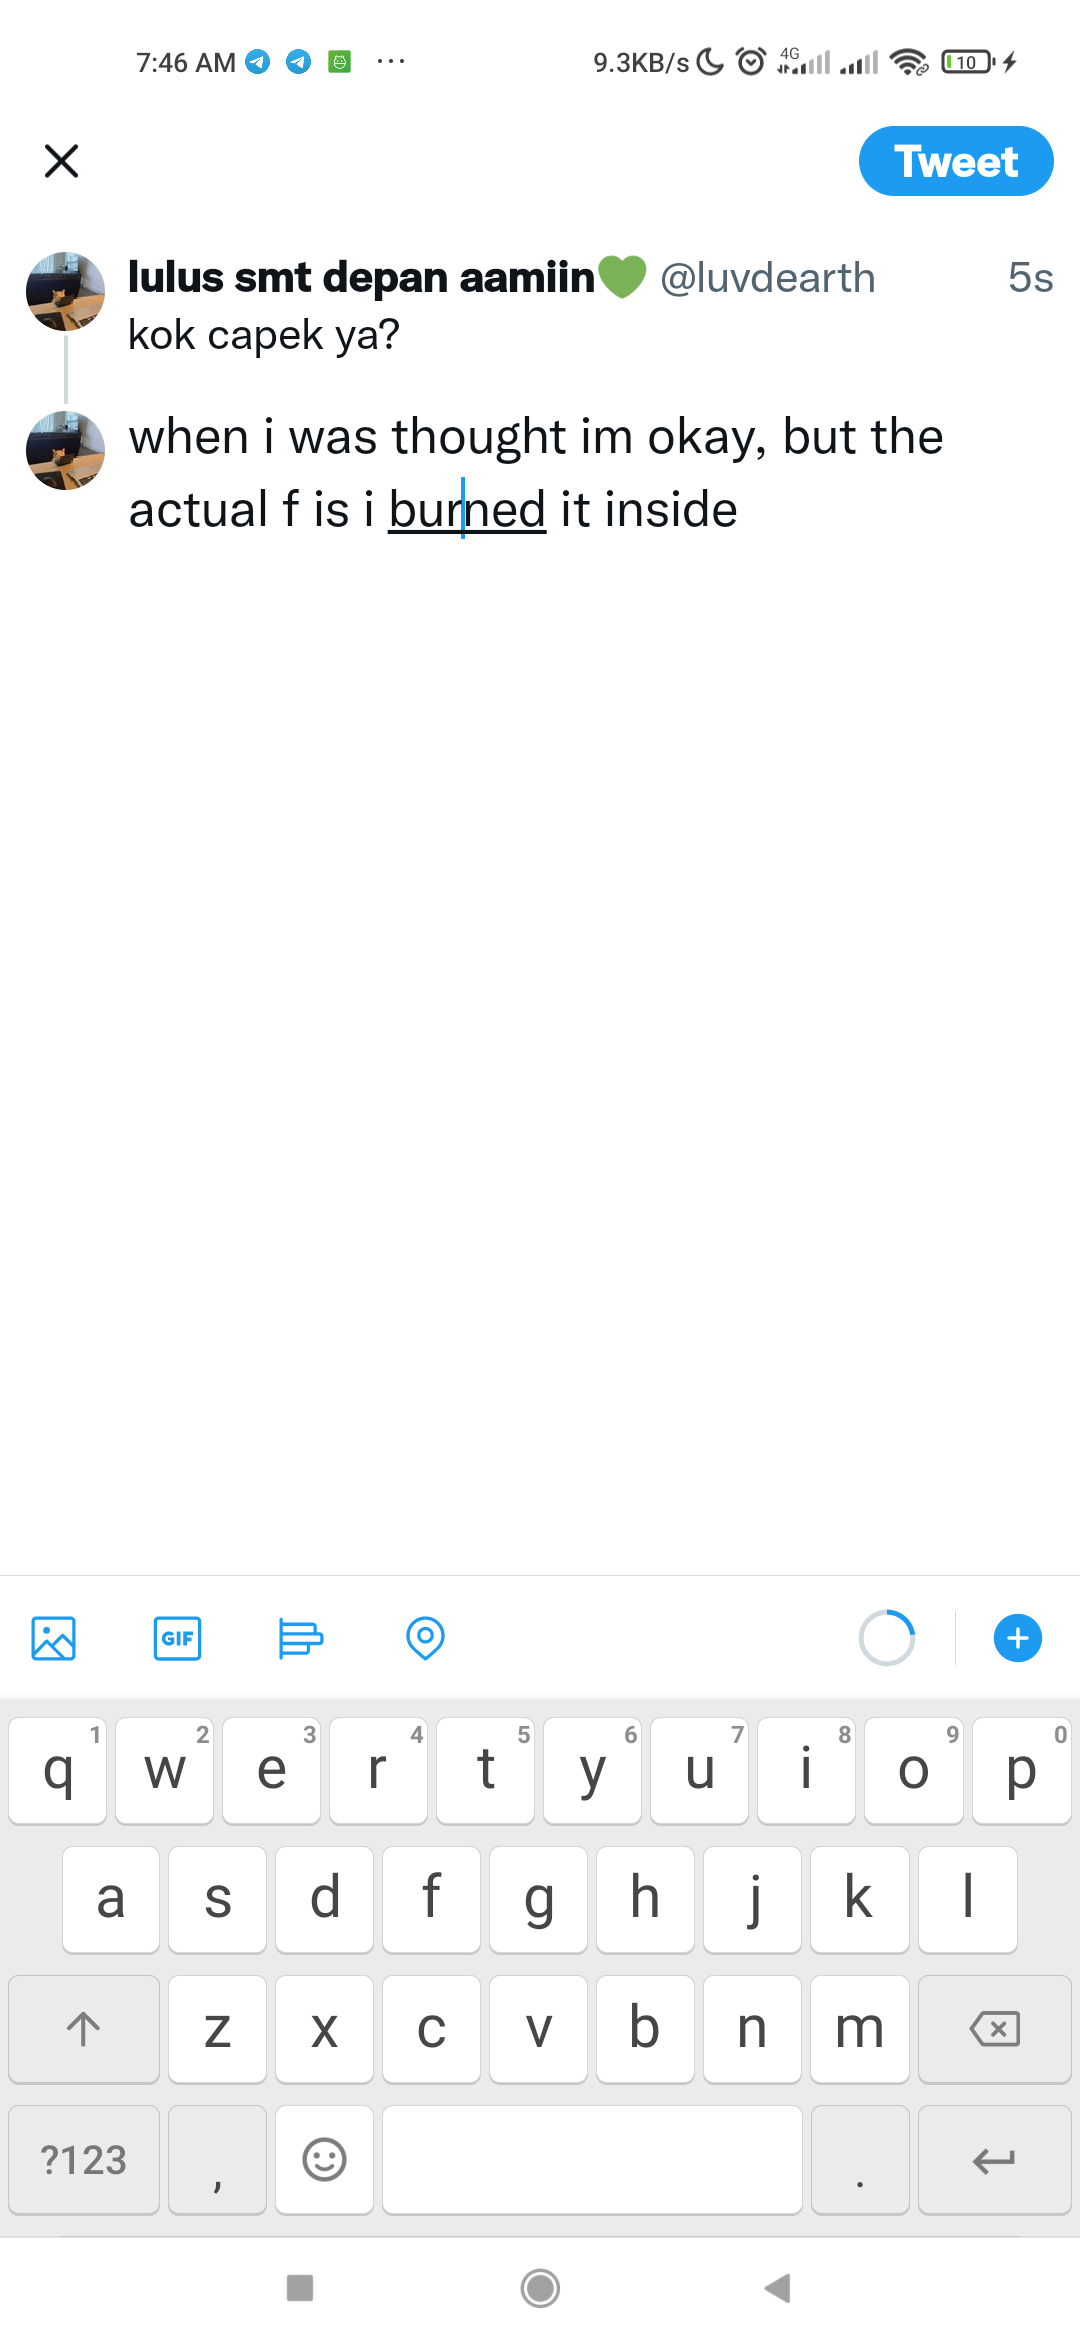 7:46 AM ... 9.3KB/s 4G 10
Tweet
lulus smt depan aamiin💚 @luvdearth 5s
kok capek ya?
when i was thought im okay, but the
actual f is i burned it inside
GIF
1 2 3 4 5 6 7 8 9 0
q w e r t y u i o p
a s d f g h j k l
z x c v b n m
?123 , .